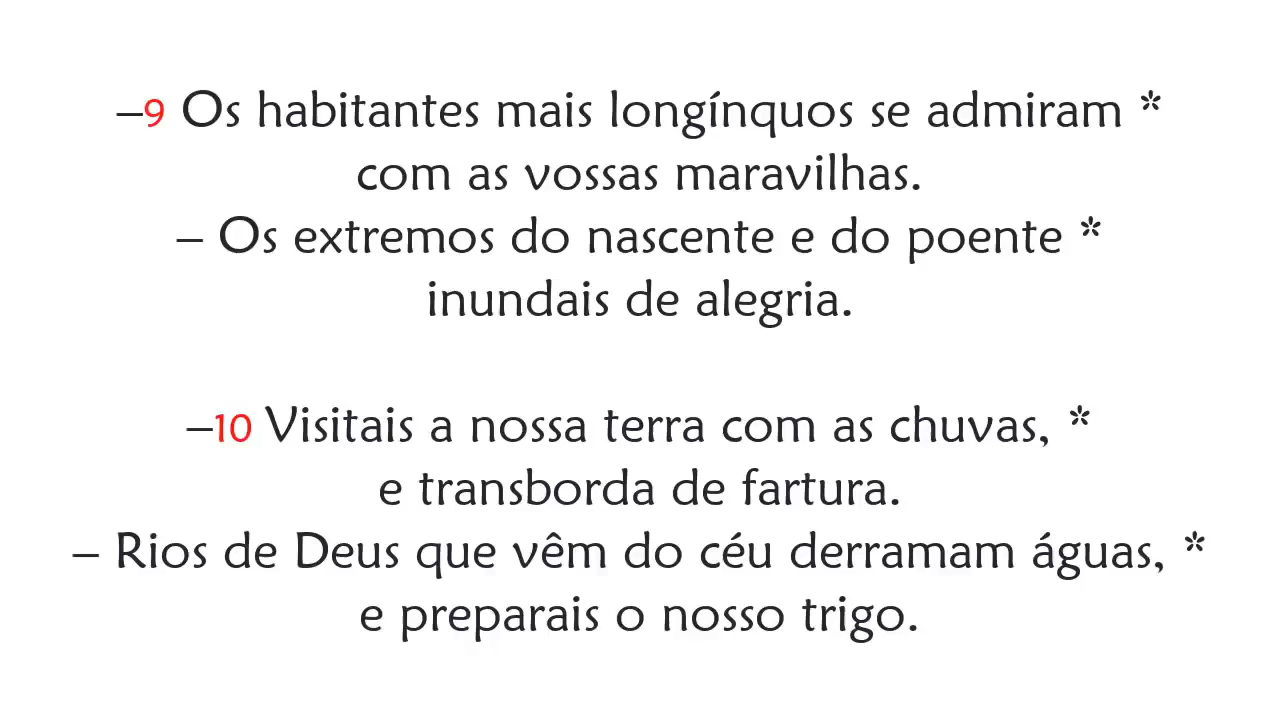 –9 Os habitantes mais longínquos se admiram *
com as vossas maravilhas.
– Os extremos do nascente e do poente *
inundais de alegria.
–10 Visitais a nossa terra com as chuvas, *
e transborda de fartura.
– Rios de Deus que vêm do céu derramam águas, *
e preparais o nosso trigo.